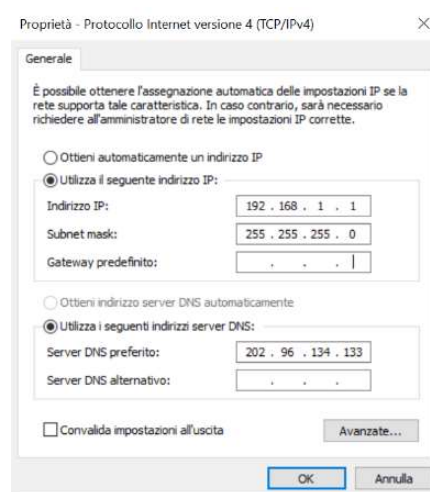 Proprietà - Protocollo Internet versione 4 (TCP/IPv4)
Generale
È possibile ottenere l'assegnazione automatica delle impostazioni IP se la
rete supporta tale caratteristica. In caso contrario, sarà necessario
richiedere all'amministratore di rete le impostazioni IP corrette.
Ottieni automaticamente un indirizzo IP
Utilizza il seguente indirizzo IP:
Indirizzo IP: 192 . 168 . 1 . 1
Subnet mask: 255 . 255 . 255 . 0
Gateway predefinito: . . .
Ottieni indirizzo server DNS automaticamente
Utilizza i seguenti indirizzi server DNS:
Server DNS preferito: 202 . 96 . 134 . 133
Server DNS alternativo: . . .
Convalida impostazioni all'uscita
Avanzate...
OK Annulla